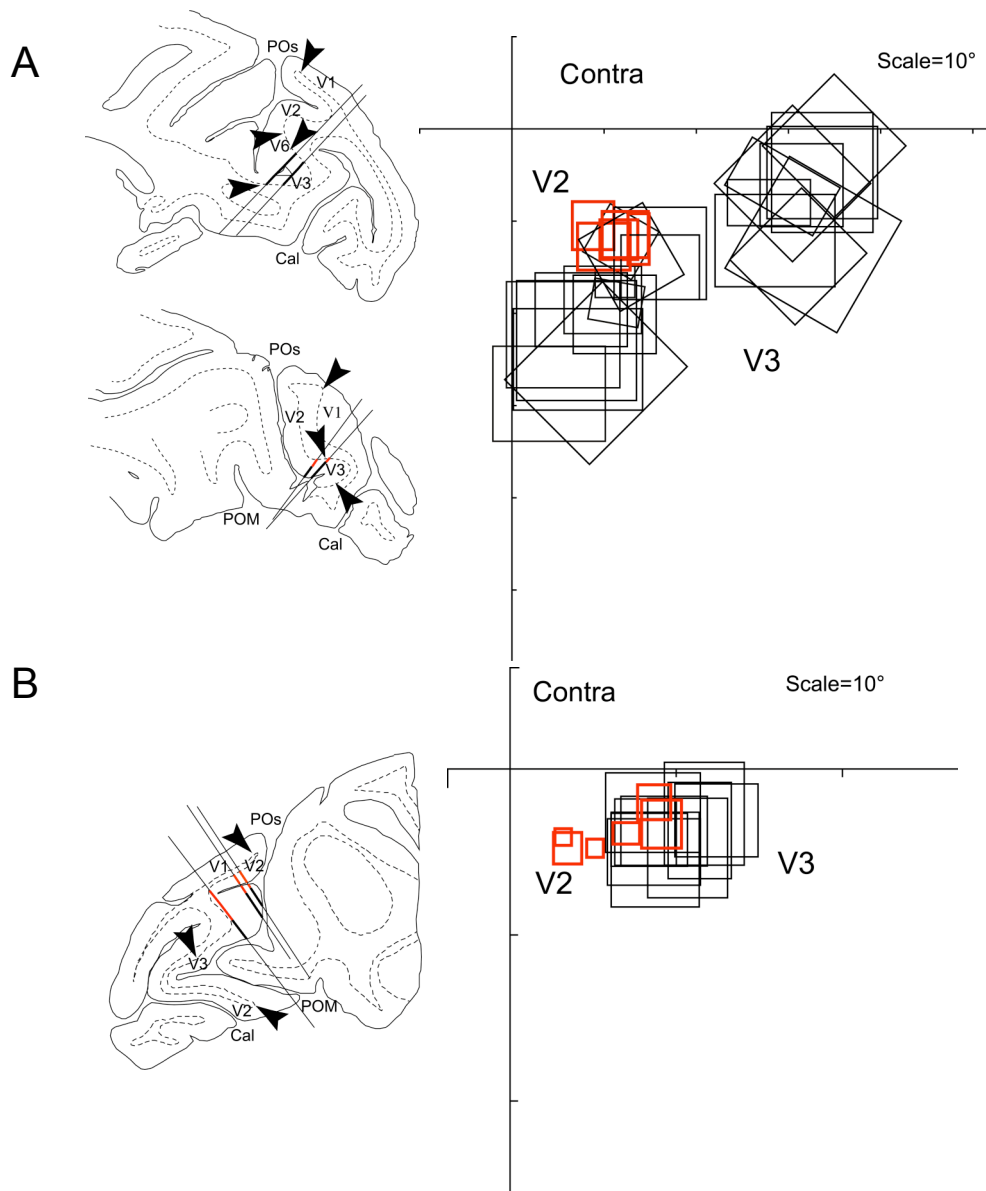 A
POs
V1
V2
V6
V3
Cal
Contra
Scale=10°
V2
V3
POs
V2
V1
V3
POM
Cal
B
Contra
Scale=10°
V2
V3
POs
V1
V2
V3
V2
POM
Cal